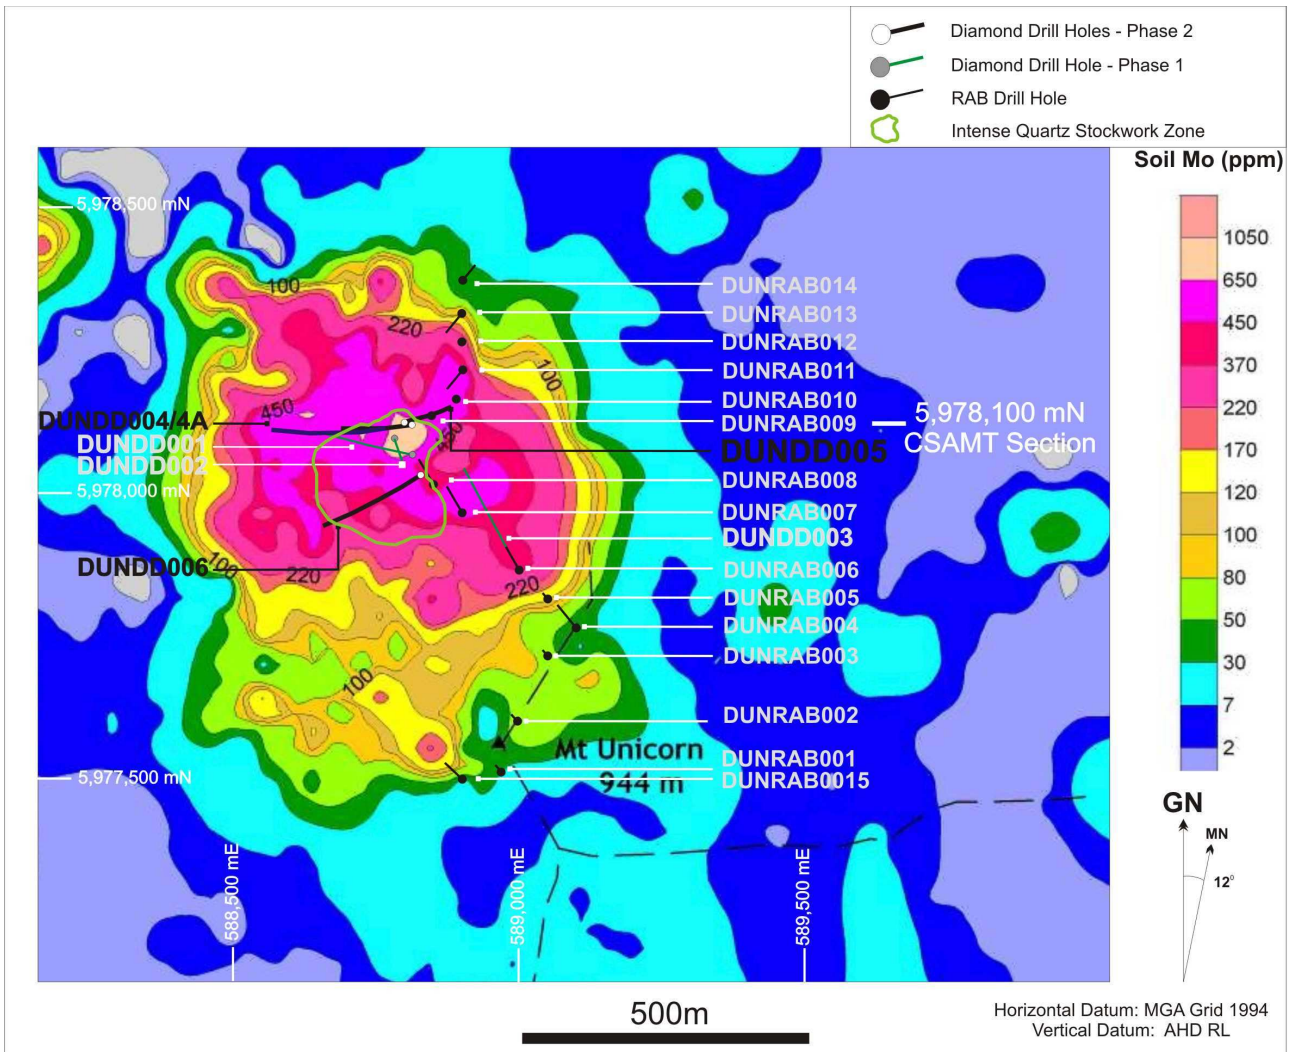 Diamond Drill Holes - Phase 2
Diamond Drill Hole - Phase 1
RAB Drill Hole
Intense Quartz Stockwork Zone
Soil Mo (ppm)
1050
650
450
370
220
170
120
100
80
50
30
7
2
5,978,500 mN
100
220
100
450
450
DUNDD004/4A
DUNDD001
DUNDD002
5,978,000 mN
DUNDD006
100
220
220
100
5,977,500 mN
DUNRAB014
DUNRAB013
DUNRAB012
DUNRAB011
DUNRAB010
DUNRAB009
5,978,100 mN
CSAMT Section
DUNDD005
DUNRAB008
DUNRAB007
DUNDD003
DUNRAB006
DUNRAB005
DUNRAB004
DUNRAB003
DUNRAB002
Mt Unicorn
944 m
DUNRAB001
DUNRAB0015
588,500 mE
589,000 mE
589,500 mE
GN
MN
12°
500m
Horizontal Datum: MGA Grid 1994
Vertical Datum: AHD RL